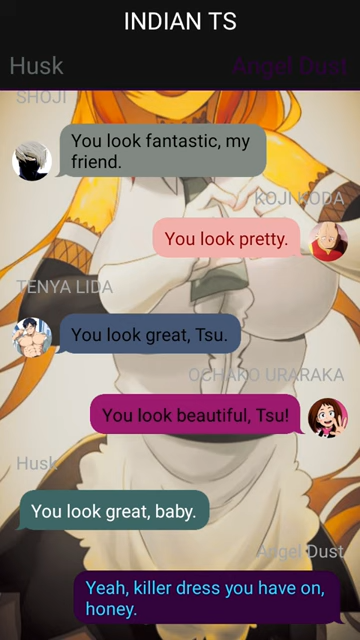 INDIAN TS
Husk
Angel Dust
SHOJI
You look fantastic, my
friend.
KOJI KODA
You look pretty.
TENYA LIDA
You look great, Tsu.
OCHAKO URARAKA
You look beautiful, Tsu!
Husk
You look great, baby.
Angel Dust
Yeah, killer dress you have on,
honey.